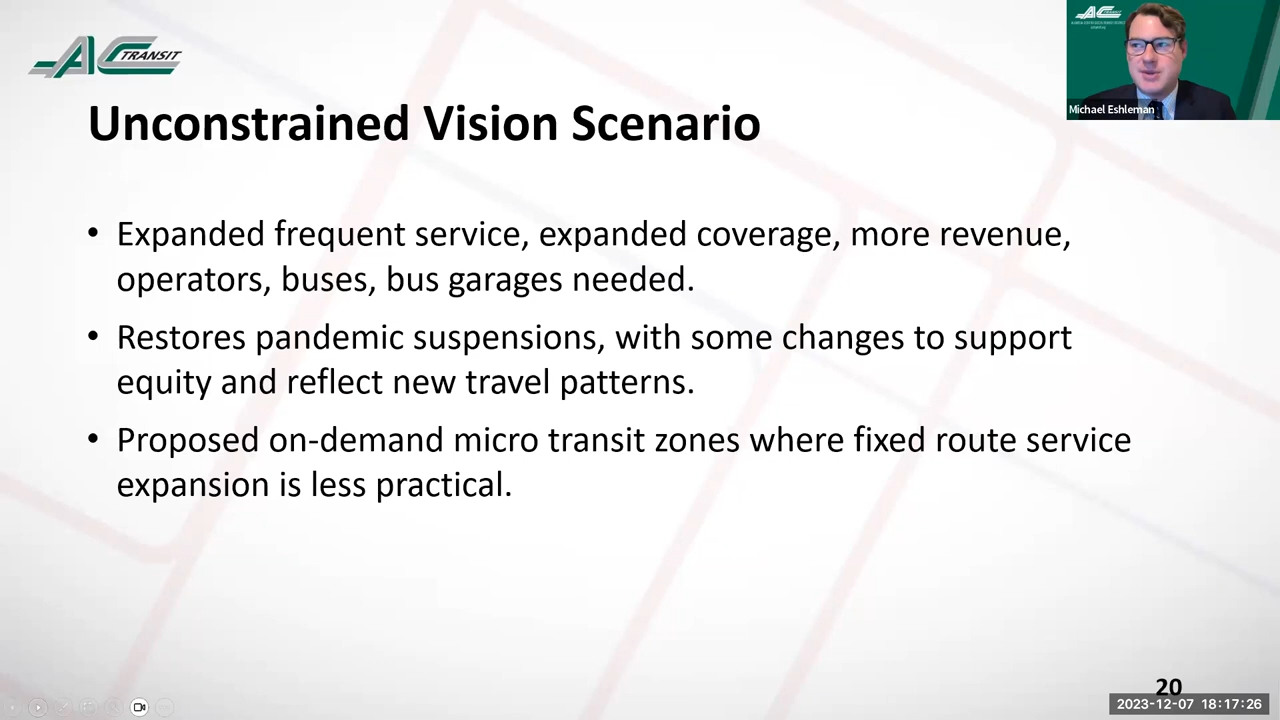 AC TRANSIT
Michael Eshleman
Unconstrained Vision Scenario
• Expanded frequent service, expanded coverage, more revenue,
operators, buses, bus garages needed.
• Restores pandemic suspensions, with some changes to support
equity and reflect new travel patterns.
• Proposed on-demand micro transit zones where fixed route service
expansion is less practical.
20
2023-12-07 18:17:26